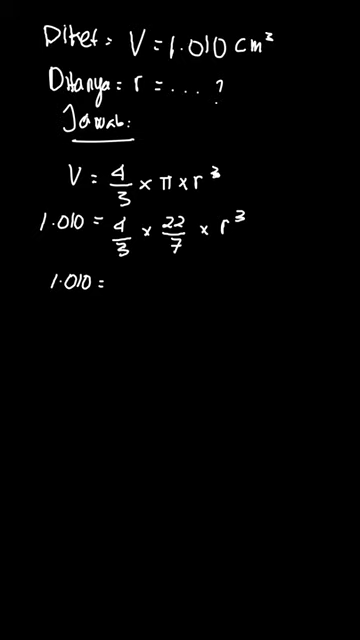 Diket = V = 1.010 cm³
Ditanya = r = .... ?
Jawab:
V = 4/3 × π × r³
1.010 = 4/3 × 22/7 × r³
1.010 =